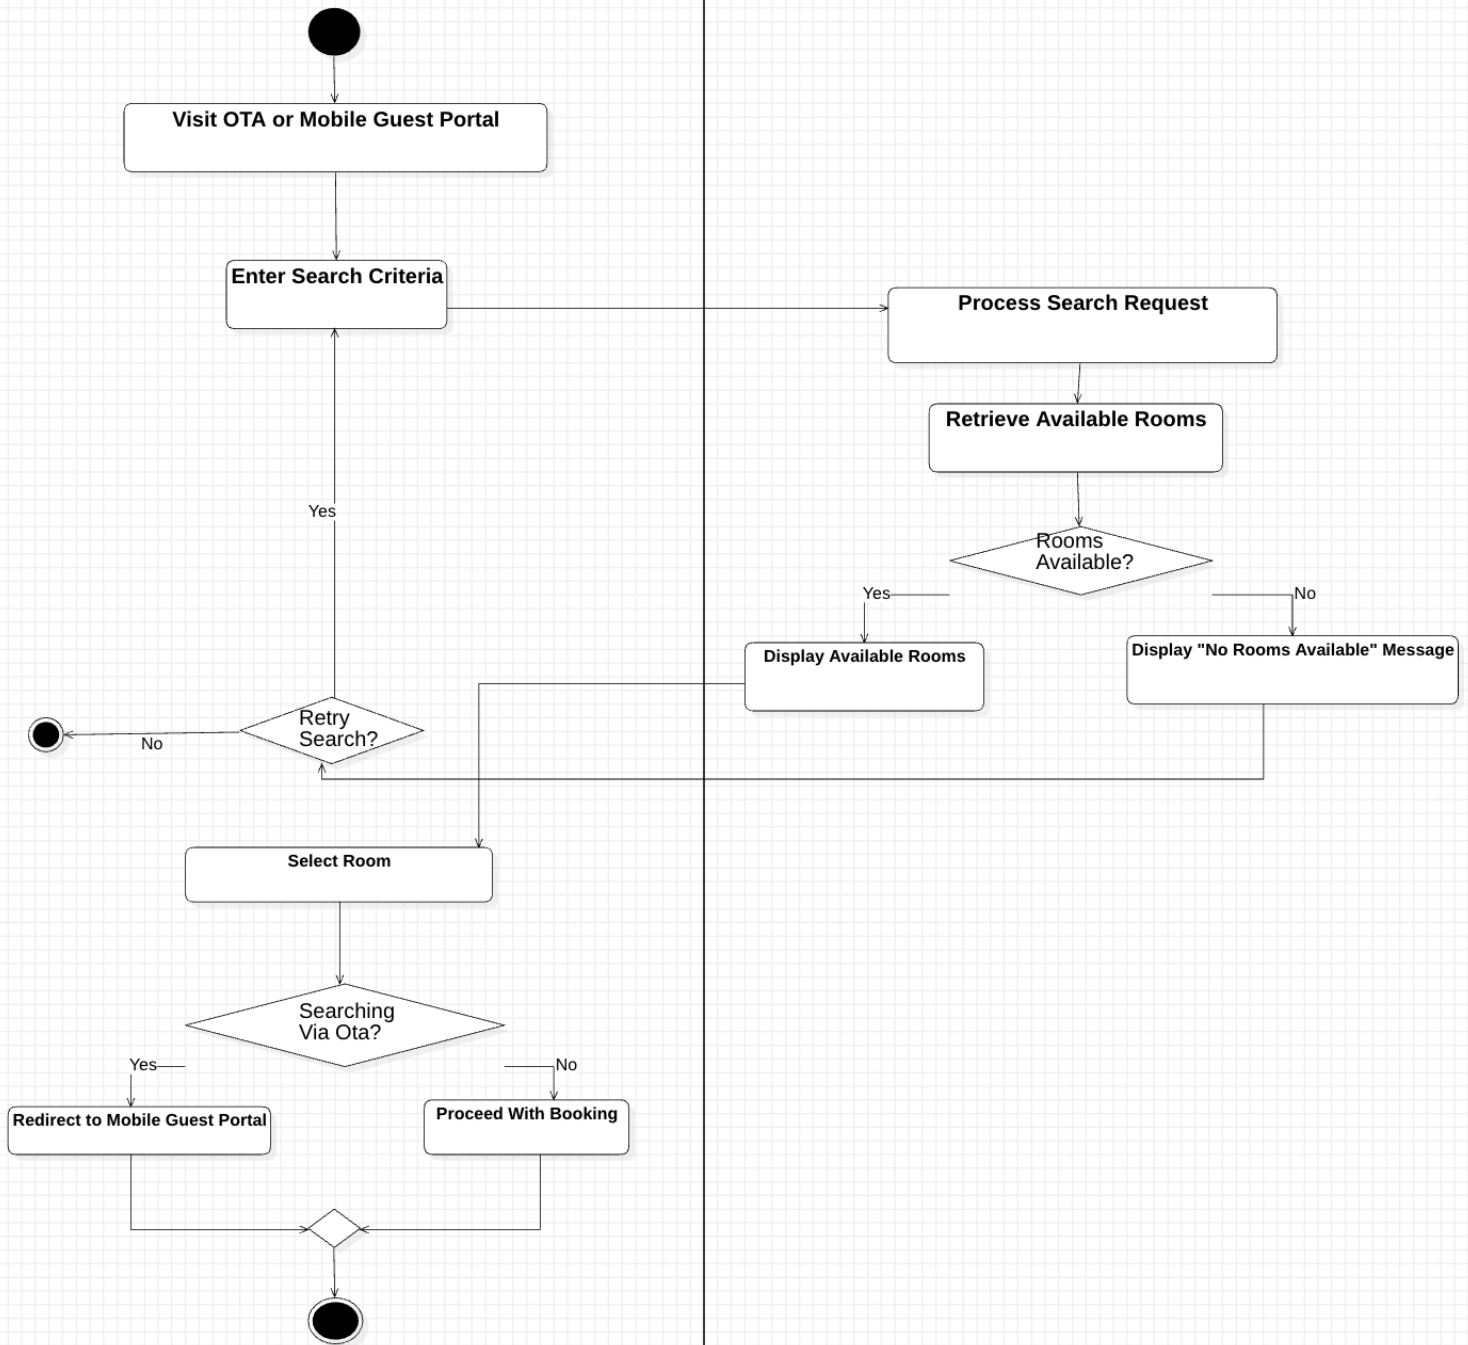 Visit OTA or Mobile Guest Portal
Enter Search Criteria
Process Search Request
Retrieve Available Rooms
Yes
Rooms
Available?
Yes
No
Display Available Rooms
Display "No Rooms Available" Message
Retry
Search?
No
Select Room
Searching
Via Ota?
Yes
No
Redirect to Mobile Guest Portal
Proceed With Booking